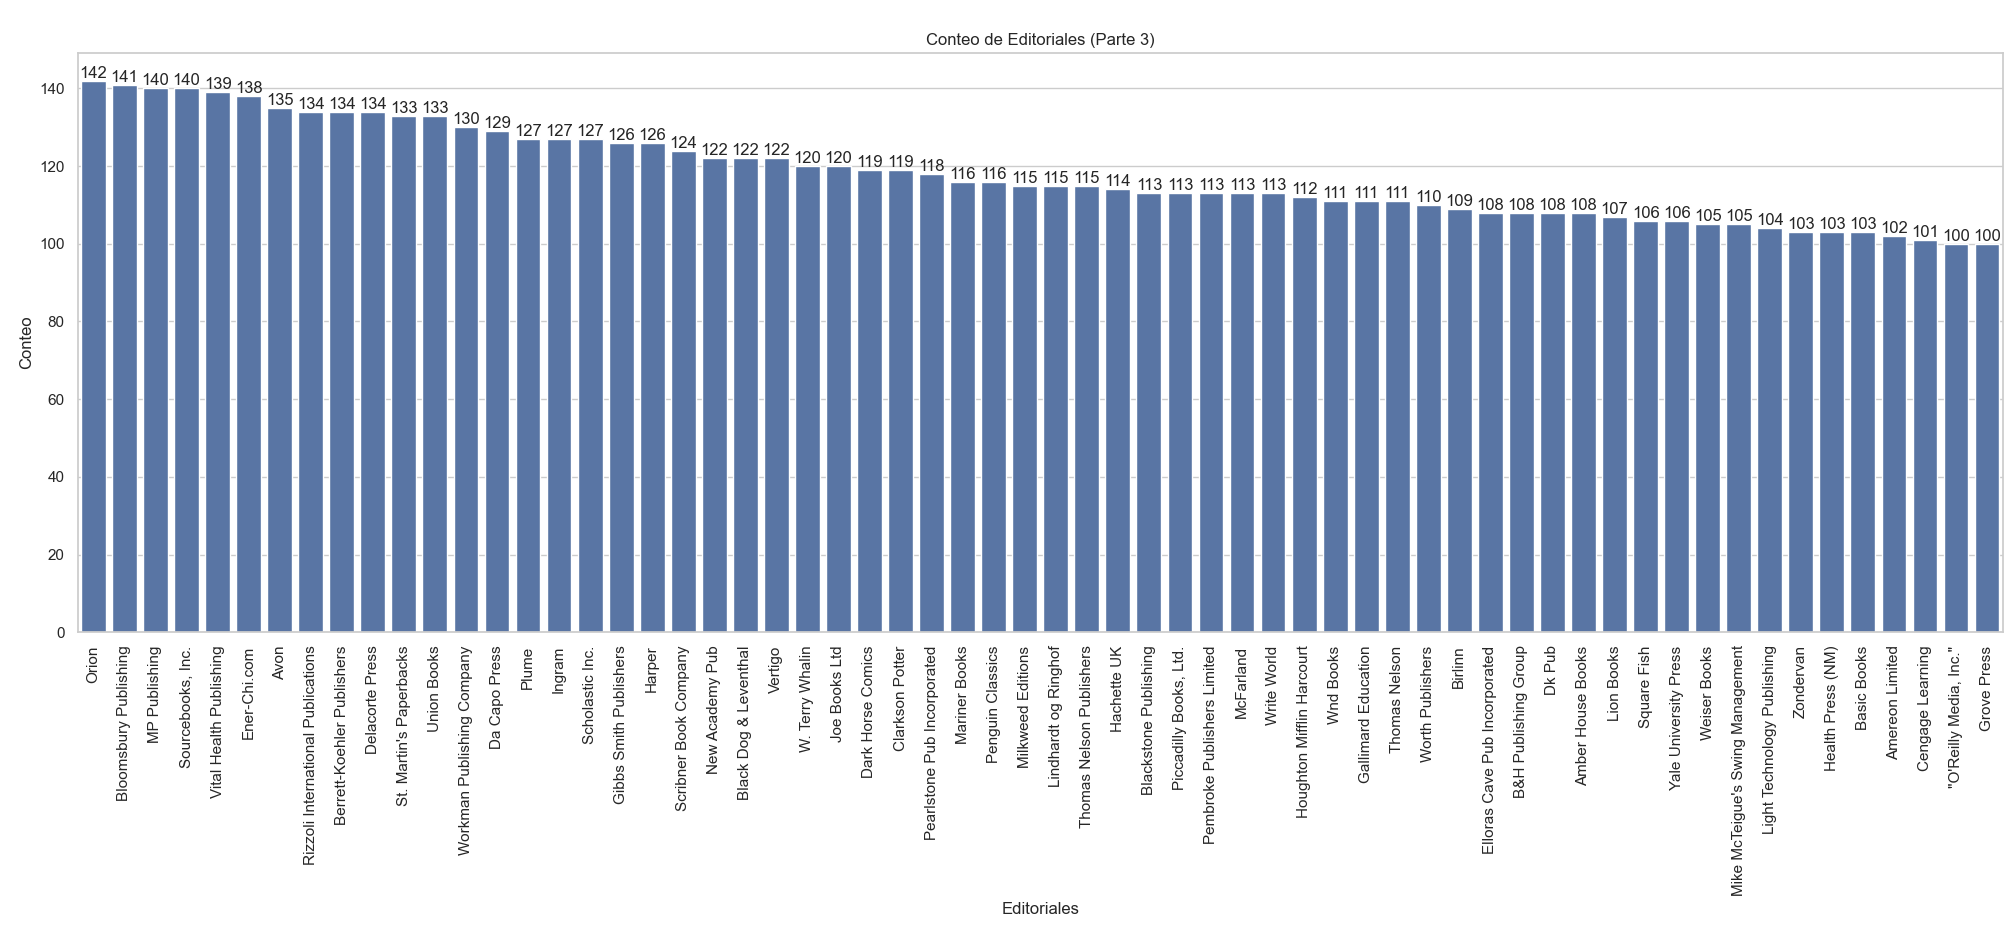 Conteo de Editoriales (Parte 3)
142 141 140 140 139 138 135 134 134 134 133 133 130 129 127 127 127 126 126 124 122 122 122 120 120 119 119 118 116 116 115 115 115 114 113 113 113 113 113 112 111 111 111 110 109 108 108 108 108 107 106 106 105 105 104 103 103 103 102 101 100 100
140
120
100
80
60
40
20
0
Conteo
Orion
Bloomsbury Publishing
MP Publishing
Sourcebooks, Inc.
Vital Health Publishing
Ener-Chi.com
Avon
Rizzoli International Publications
Berrett-Koehler Publishers
Delacorte Press
St. Martin's Paperbacks
Union Books
Workman Publishing Company
Da Capo Press
Plume
Ingram
Scholastic Inc.
Gibbs Smith Publishers
Harper
Scribner Book Company
New Academy Pub
Black Dog & Leventhal
Vertigo
W. Terry Whalin
Joe Books Ltd
Dark Horse Comics
Clarkson Potter
Pearlstone Pub Incorporated
Mariner Books
Penguin Classics
Milkweed Editions
Lindhardt og Ringhof
Thomas Nelson Publishers
Hachette UK
Blackstone Publishing
Piccadilly Books, Ltd.
Pembroke Publishers Limited
McFarland
Write World
Houghton Mifflin Harcourt
Wnd Books
Gallimard Education
Thomas Nelson
Worth Publishers
Birlinn
Elloras Cave Pub Incorporated
B&H Publishing Group
Dk Pub
Amber House Books
Lion Books
Square Fish
Yale University Press
Weiser Books
Mike McTeigue's Swing Management
Light Technology Publishing
Zondervan
Health Press (NM)
Basic Books
Amereon Limited
Cengage Learning
"O'Reilly Media, Inc."
Grove Press
Editoriales